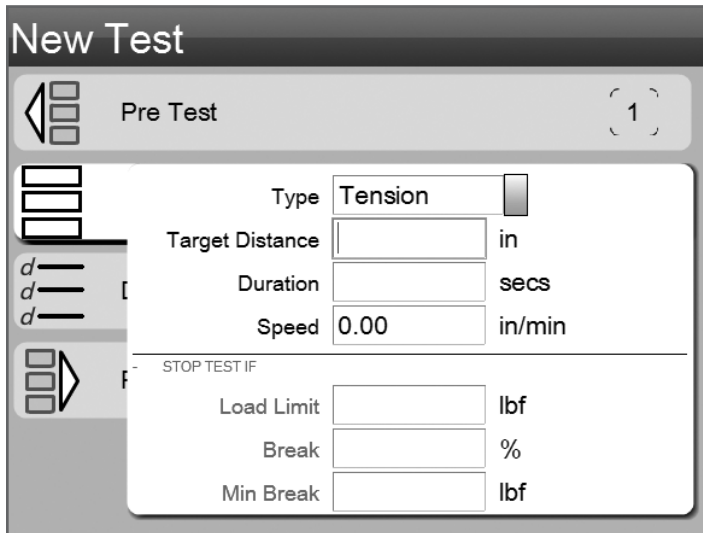 New Test
Pre Test 1
Type Tension
Target Distance in
d
Duration secs
d
d
Speed 0.00 in/min
STOP TEST IF
Load Limit lbf
Break %
Min Break lbf